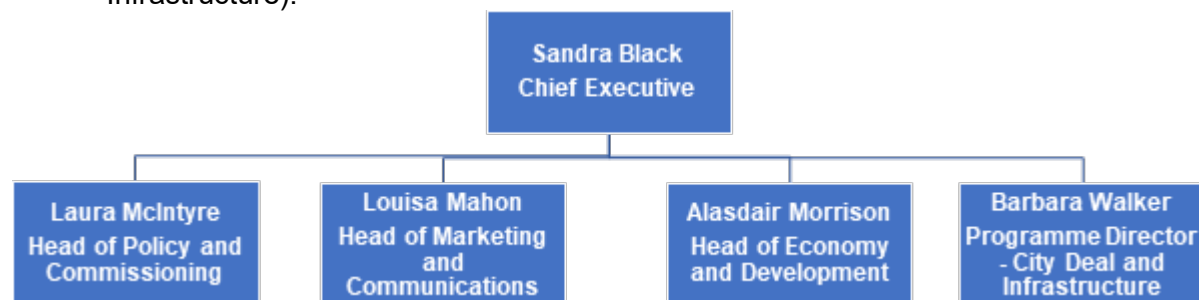 Infrastructure).
Sandra Black
Chief Executive
Laura McIntyre
Head of Policy and
Commissioning
Louisa Mahon
Head of Marketing
and
Communications
Alasdair Morrison
Head of Economy
and Development
Barbara Walker
Programme Director
- City Deal and
Infrastructure